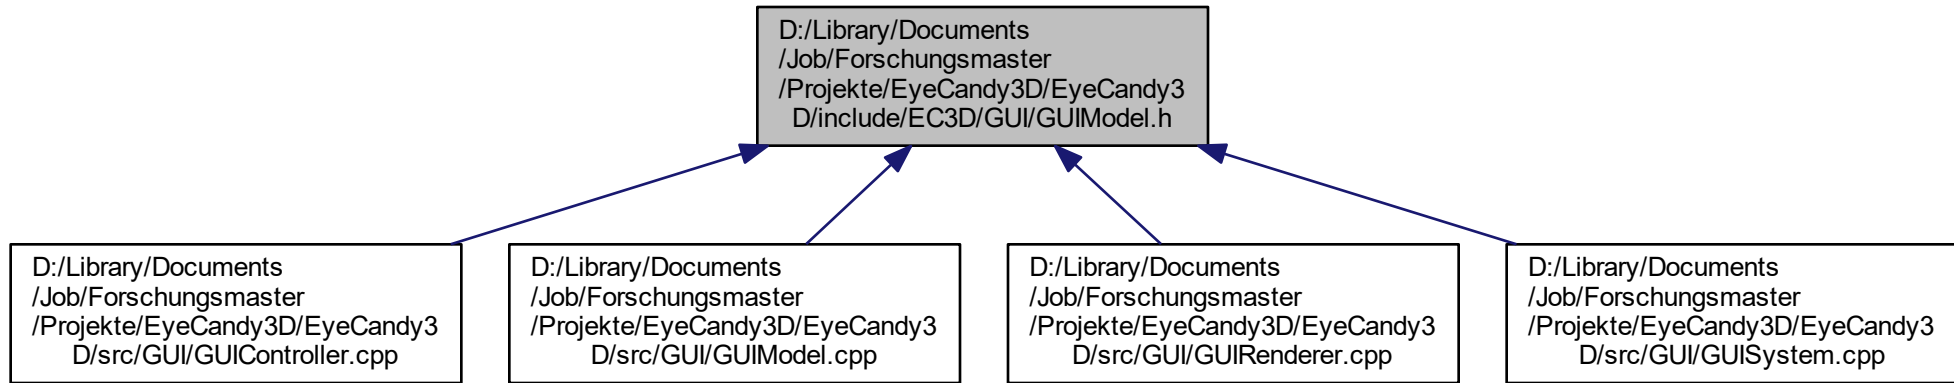 D:/Library/Documents
/Job/Forschungsmaster
/Projekte/EyeCandy3D/EyeCandy3
D/include/EC3D/GUI/GUIModel.h
D:/Library/Documents
/Job/Forschungsmaster
/Projekte/EyeCandy3D/EyeCandy3
D/src/GUI/GUIController.cpp
D:/Library/Documents
/Job/Forschungsmaster
/Projekte/EyeCandy3D/EyeCandy3
D/src/GUI/GUIModel.cpp
D:/Library/Documents
/Job/Forschungsmaster
/Projekte/EyeCandy3D/EyeCandy3
D/src/GUI/GUIRenderer.cpp
D:/Library/Documents
/Job/Forschungsmaster
/Projekte/EyeCandy3D/EyeCandy3
D/src/GUI/GUISystem.cpp